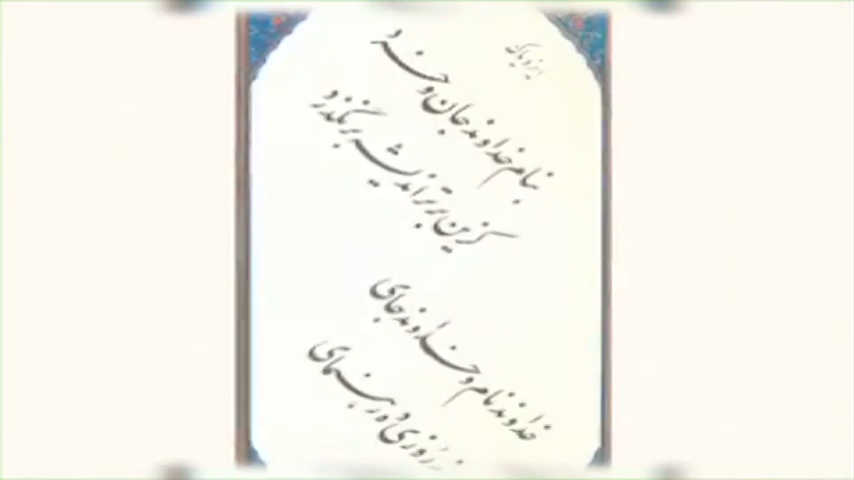 بنام خداوند جان و خرد
کزین برتر اندیشه برنگذرد
خداوند نام و خداوند جای
روزی ده رهنمای